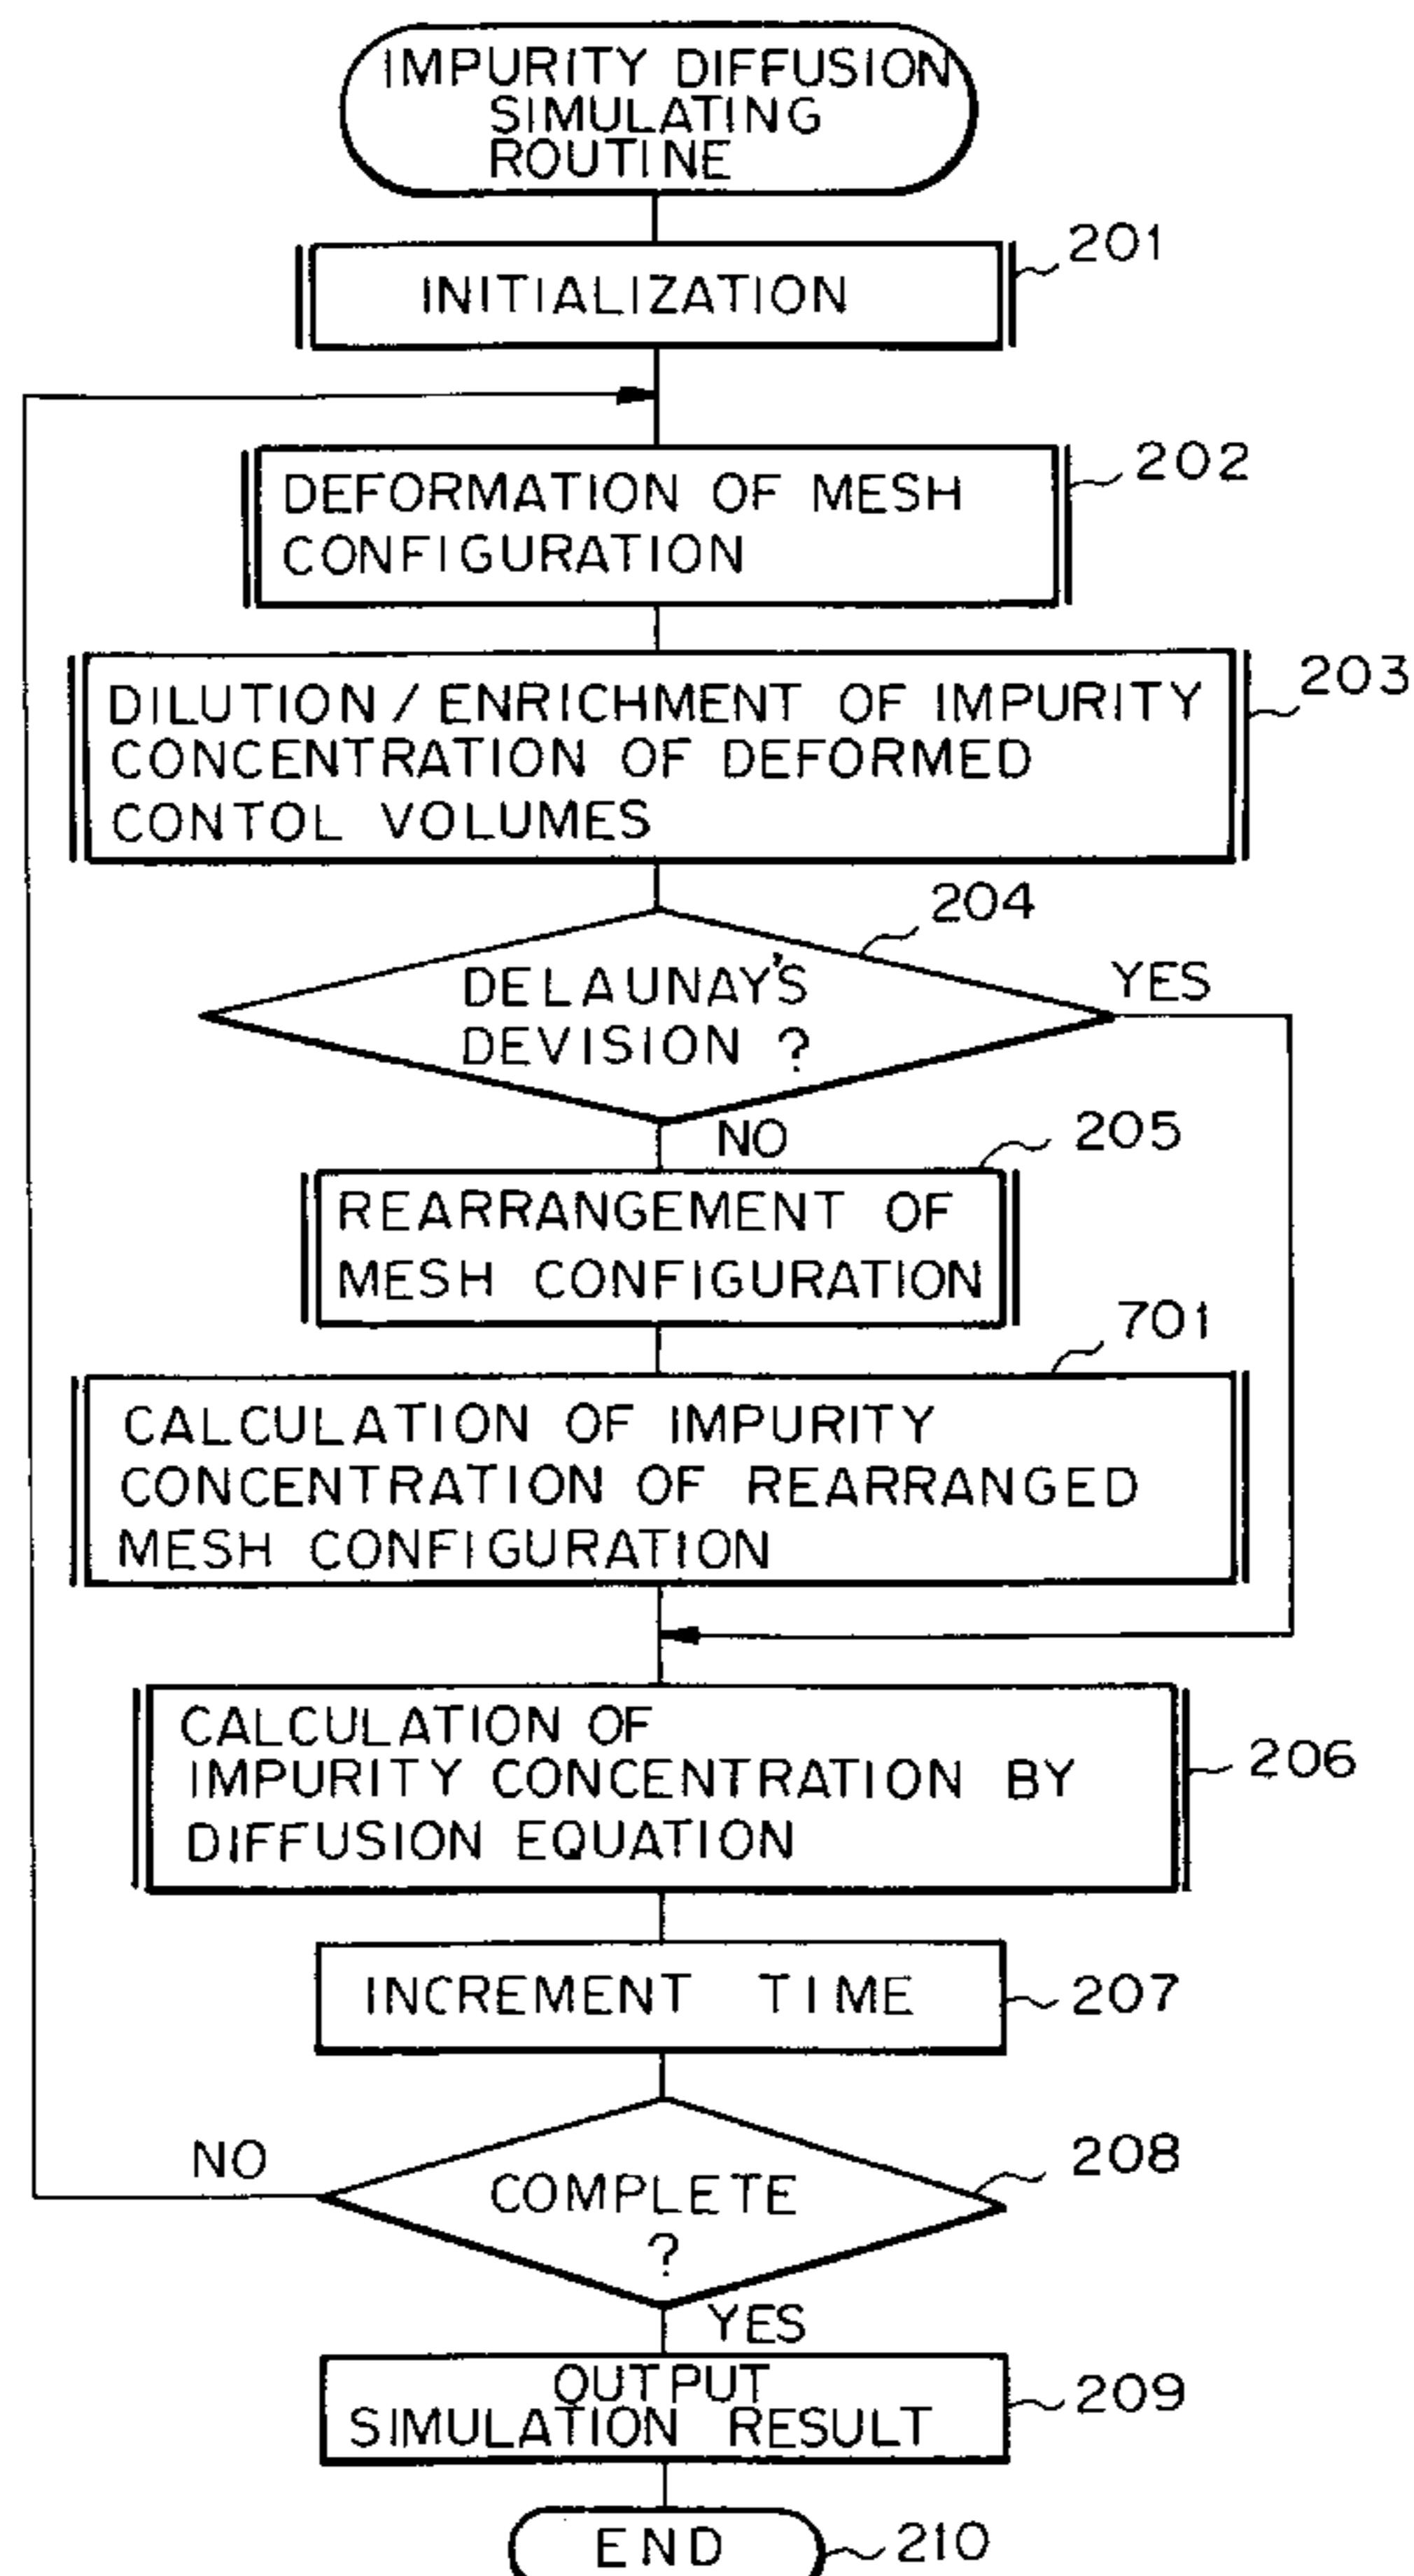 IMPURITY DIFFUSION
SIMULATING
ROUTINE
201
INITIALIZATION
202
DEFORMATION OF MESH
CONFIGURATION
203
DILUTION / ENRICHMENT OF IMPURITY
CONCENTRATION OF DEFORMED
CONTOL VOLUMES
204
DELAUNAY'S
DEVISION ?
YES
NO
205
REARRANGEMENT OF
MESH CONFIGURATION
701
CALCULATION OF IMPURITY
CONCENTRATION OF REARRANGED
MESH CONFIGURATION
CALCULATION OF
IMPURITY CONCENTRATION BY
DIFFUSION EQUATION
206
INCREMENT TIME
207
NO
208
COMPLETE
?
YES
OUTPUT
SIMULATION RESULT
209
END
210